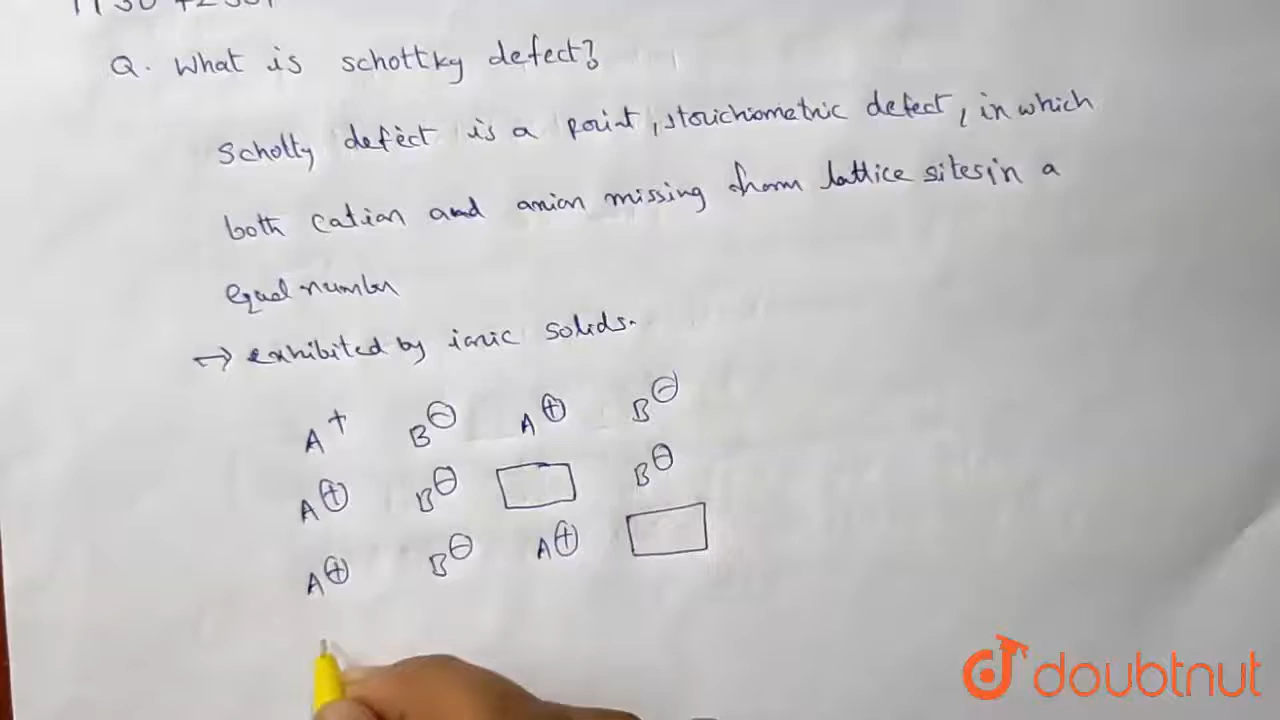 Q. What is schottky defect?
Schotty defect is a point, stoichiometric defect, in which
both cation and anion missing from lattice sites, in a
equal number
→ exhibited by ionic solids.
A+ B⊖ A⊕ B⊖
A⊕ B⊖ B⊖
A⊕ B⊖ A⊕
doubtnut